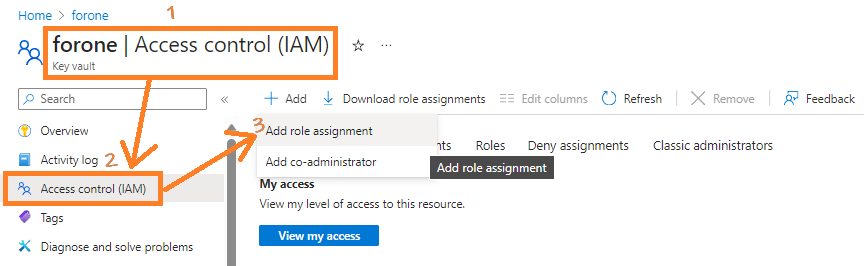 Home > forone
1
forone | Access control (IAM) ☆ ...
Key vault
Search «
+ Add Download role assignments Edit columns Refresh Remove Feedback
Overview
3 Add role assignment
nts Roles Deny assignments Classic administrators
Activity log 2
Add co-administrator
Add role assignment
Access control (IAM)
My access
View my level of access to this resource.
Tags
View my access
Diagnose and solve problems